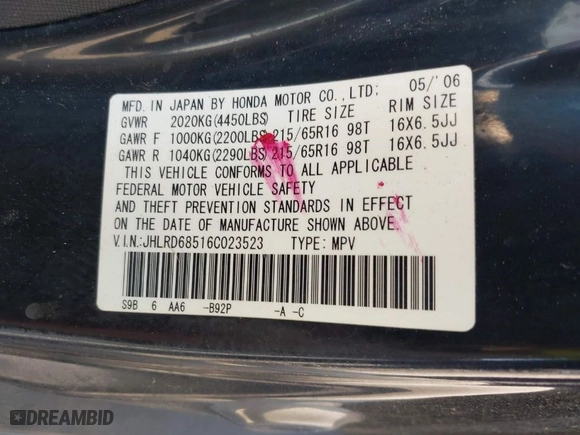 MFD. IN JAPAN BY HONDA MOTOR CO.,LTD; 05/'06
GVWR 2020KG(4450LBS) TIRE SIZE RIM SIZE
GAWR F 1000KG(2200LBS) 215/65R16 98T 16X6.5JJ
GAWR R 1040KG(2290LBS) 215/65R16 98T 16X6.5JJ
THIS VEHICLE CONFORMS TO ALL APPLICABLE
FEDERAL MOTOR VEHICLE SAFETY
AND THEFT PREVENTION STANDARDS IN EFFECT
ON THE DATE OF MANUFACTURE SHOWN ABOVE.
V.I.N:JHLRD68516C023523 TYPE: MPV
S9B 6 AA6 -B92P -A -C
DREAMBID